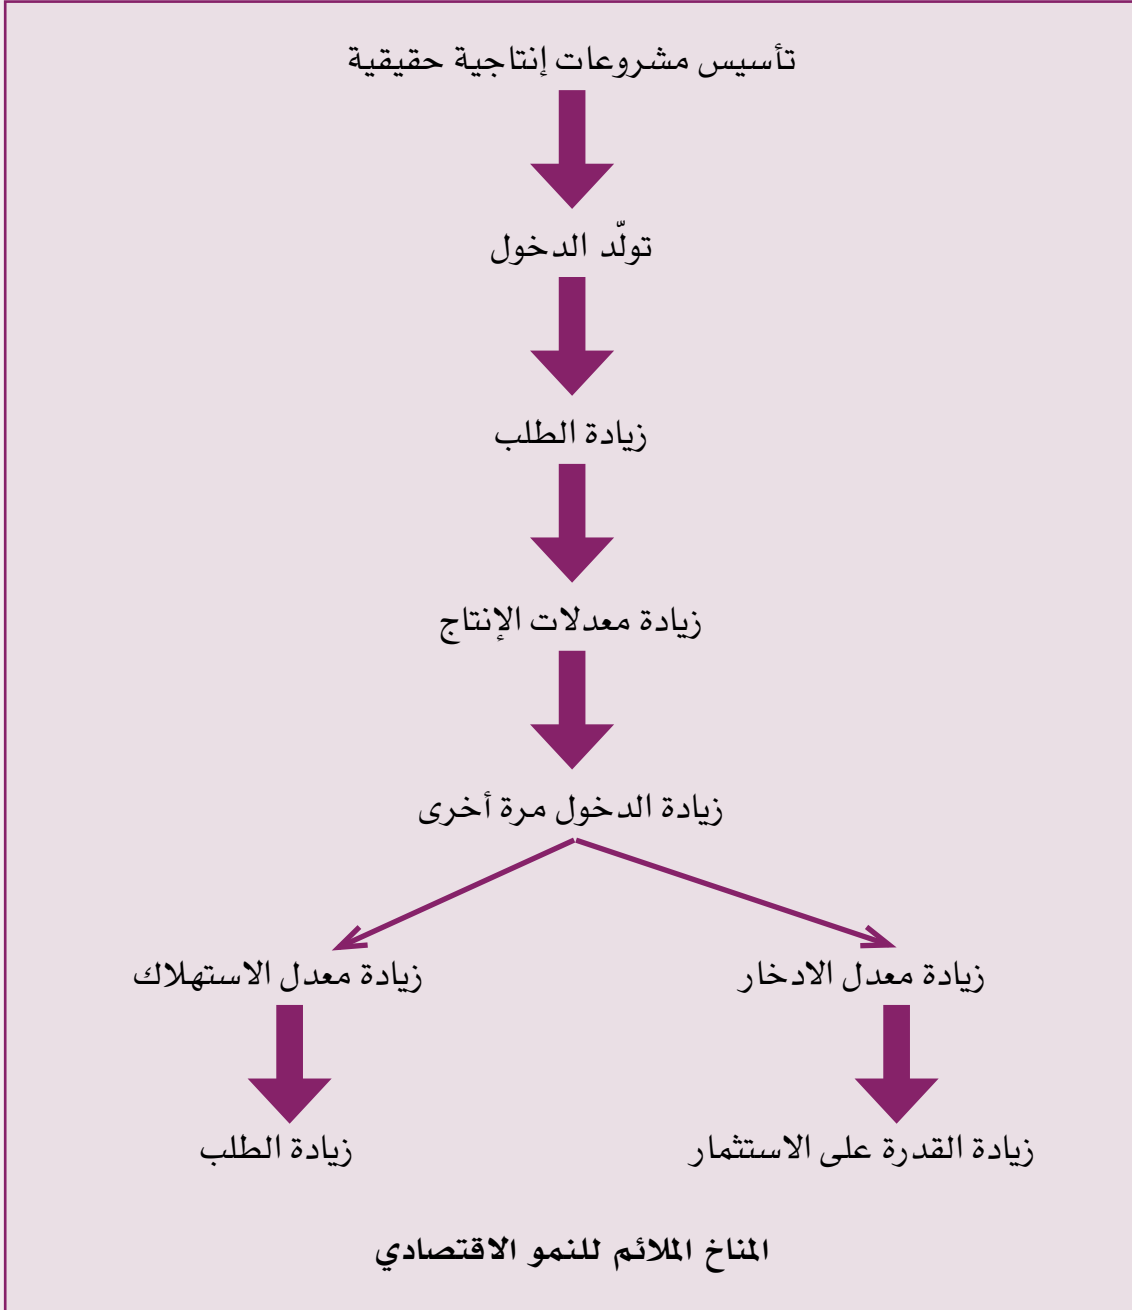 تأسيس مشروعات إنتاجية حقيقية
تولّد الدخول
زيادة الطلب
زيادة معدلات الإنتاج
زيادة الدخول مرة أخرى
زيادة معدل الادخار
زيادة معدل الاستهلاك
زيادة القدرة على الاستثمار
زيادة الطلب
المناخ الملائم للنمو الاقتصادي